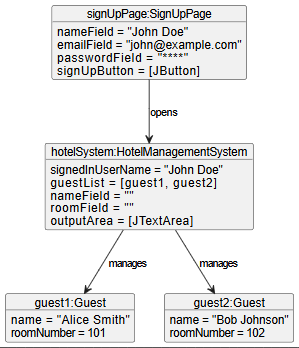 signUpPage:SignUpPage
nameField = "John Doe"
emailField = "john@example.com"
passwordField = "****"
signUpButton = [JButton]
opens
hotelSystem:HotelManagementSystem
signedInUserName = "John Doe"
guestList = [guest1, guest2]
nameField = ""
roomField = ""
outputArea = [JTextArea]
manages manages
guest1:Guest
name = "Alice Smith"
roomNumber = 101
guest2:Guest
name = "Bob Johnson"
roomNumber = 102